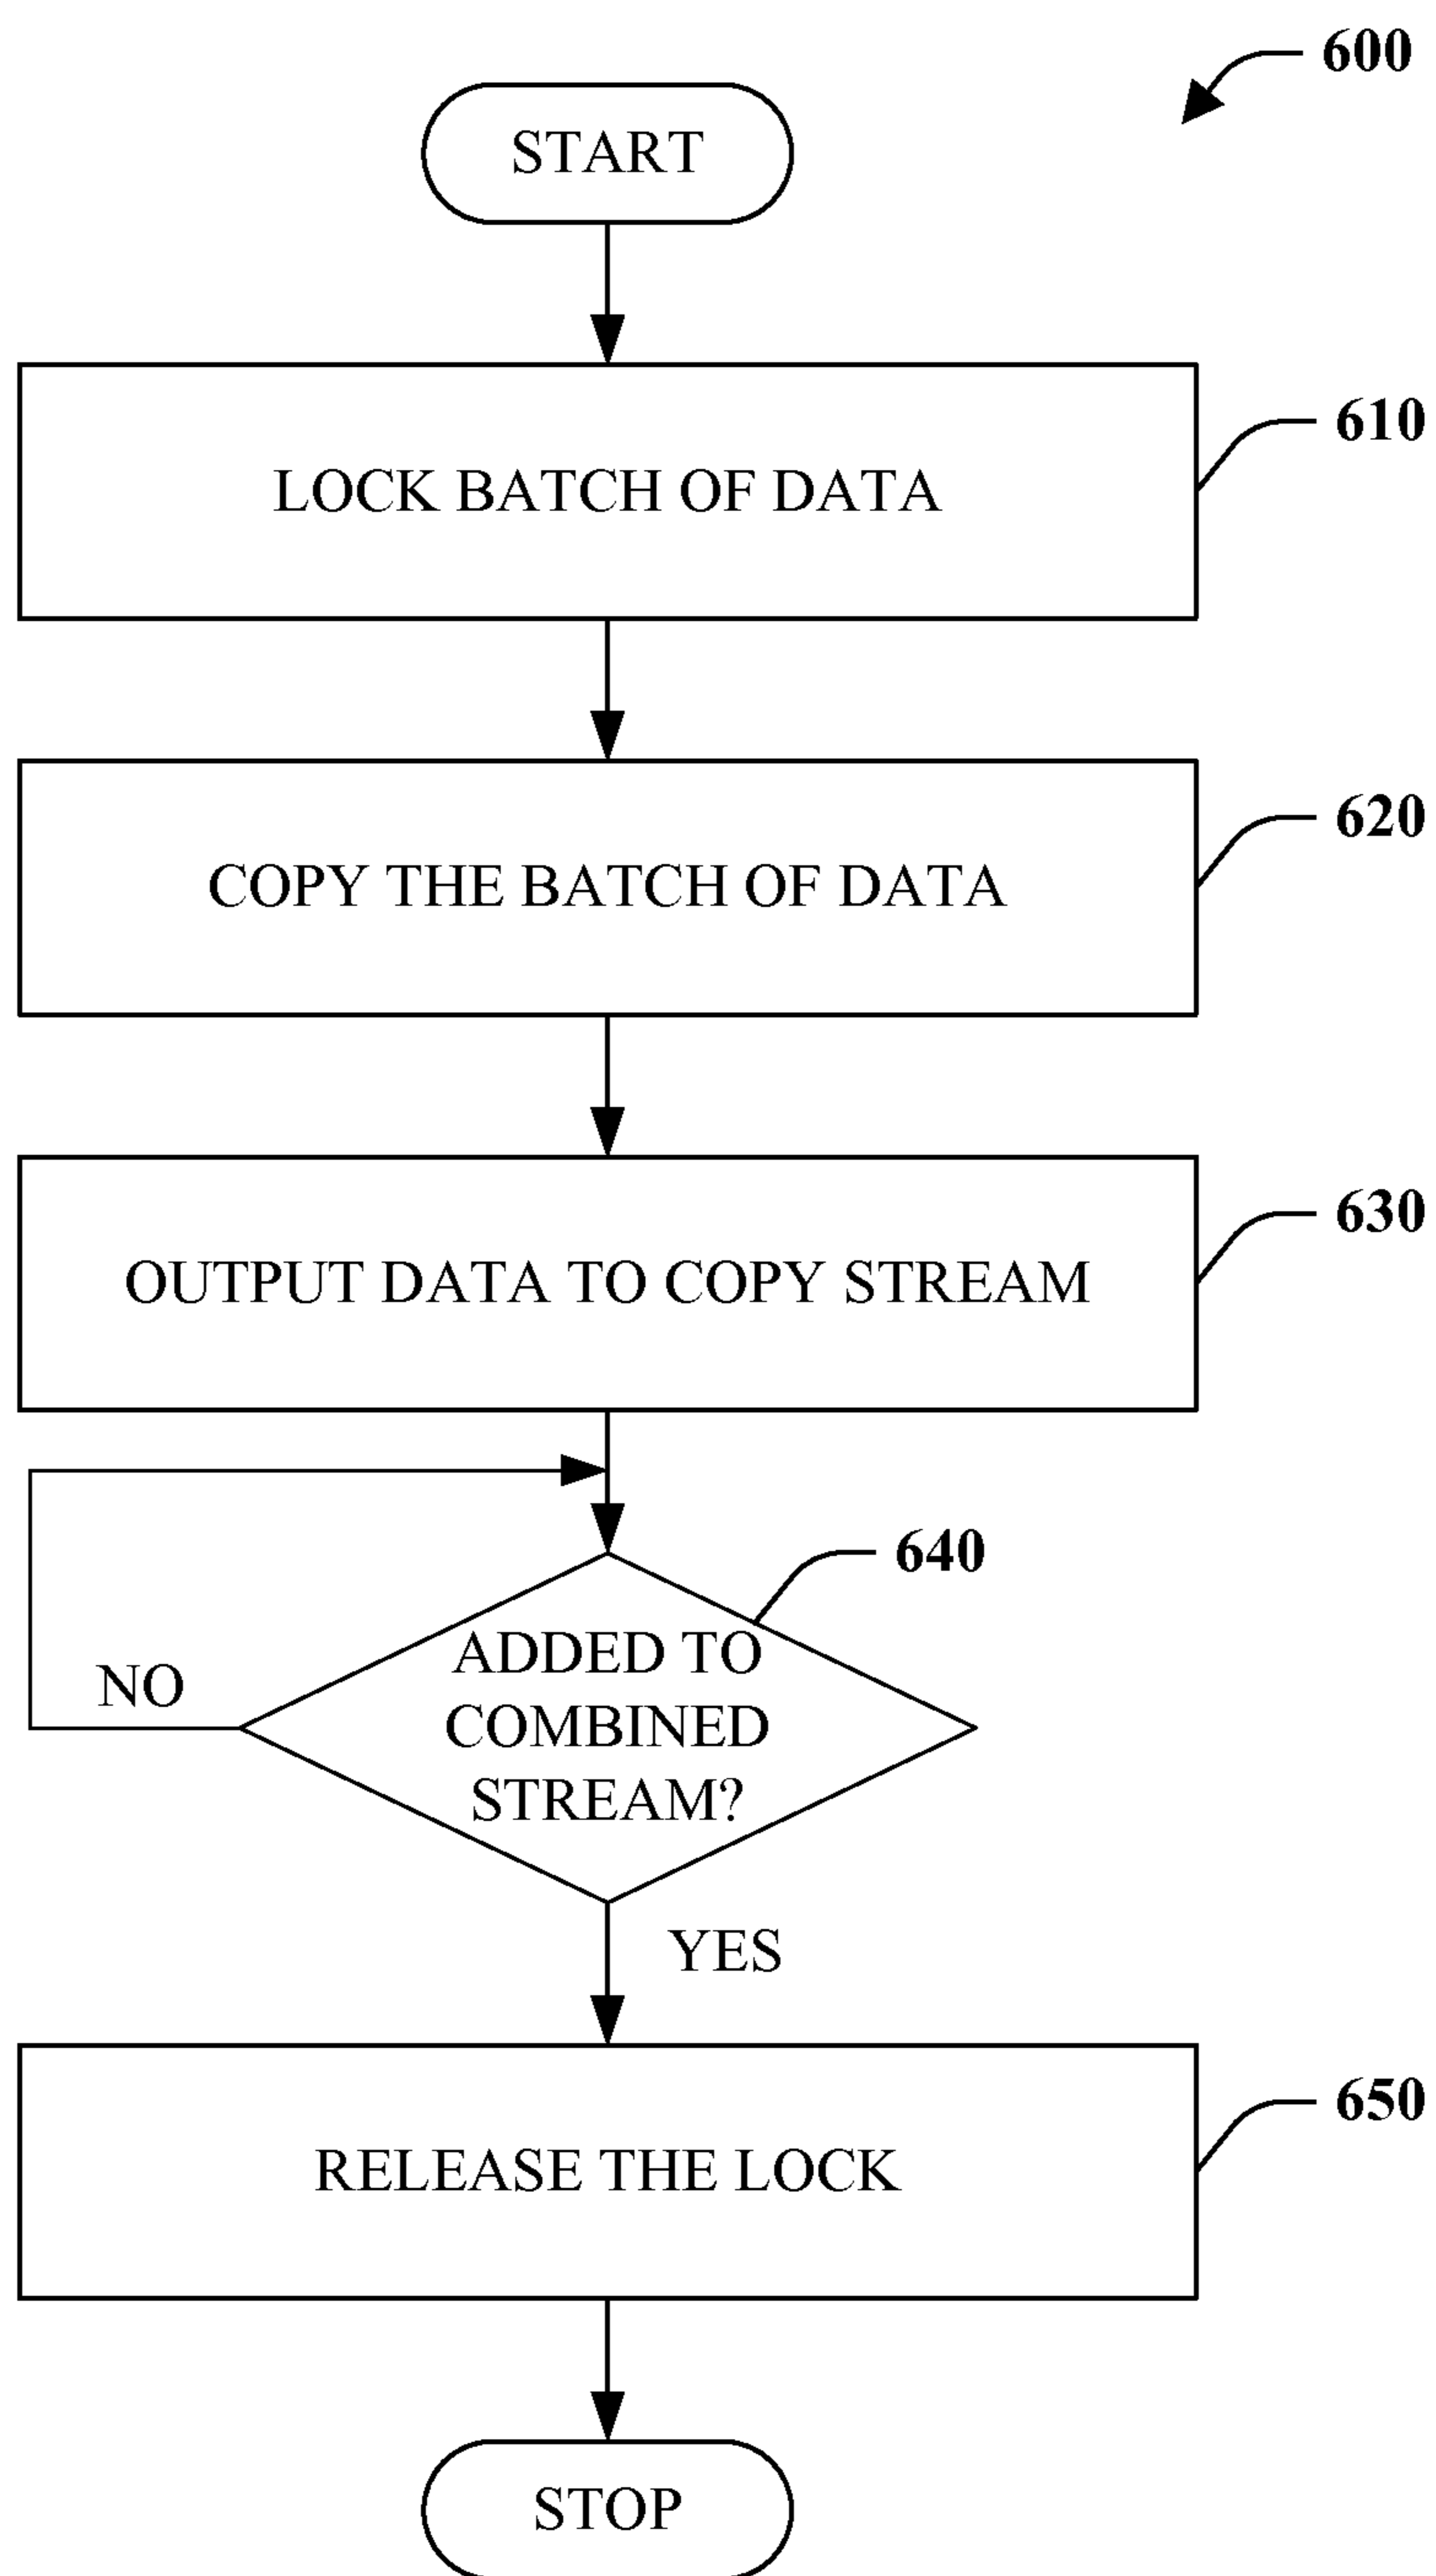 600
START
610
LOCK BATCH OF DATA
620
COPY THE BATCH OF DATA
630
OUTPUT DATA TO COPY STREAM
640
ADDED TO
COMBINED
STREAM?
NO
YES
650
RELEASE THE LOCK
STOP